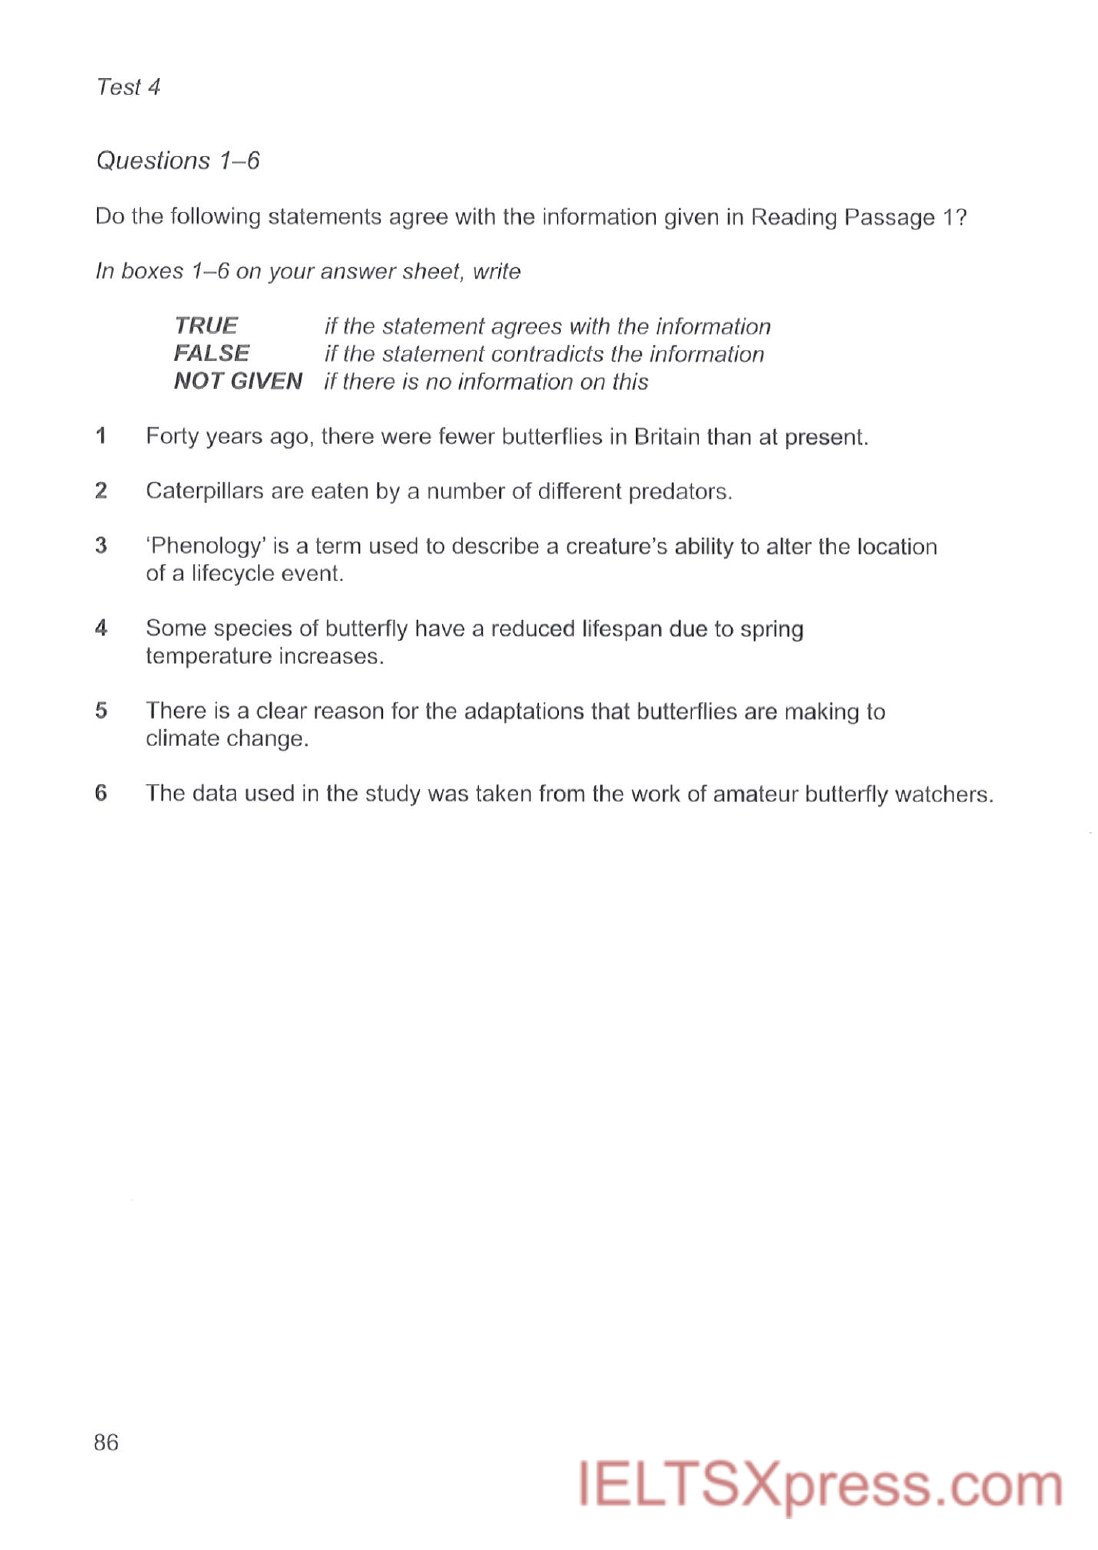 Test 4
Questions 1–6
Do the following statements agree with the information given in Reading Passage 1?
In boxes 1–6 on your answer sheet, write
TRUE if the statement agrees with the information
FALSE if the statement contradicts the information
NOT GIVEN if there is no information on this
1 Forty years ago, there were fewer butterflies in Britain than at present.
2 Caterpillars are eaten by a number of different predators.
3 ‘Phenology’ is a term used to describe a creature’s ability to alter the location
of a lifecycle event.
4 Some species of butterfly have a reduced lifespan due to spring
temperature increases.
5 There is a clear reason for the adaptations that butterflies are making to
climate change.
6 The data used in the study was taken from the work of amateur butterfly watchers.
86
IELTSXpress.com